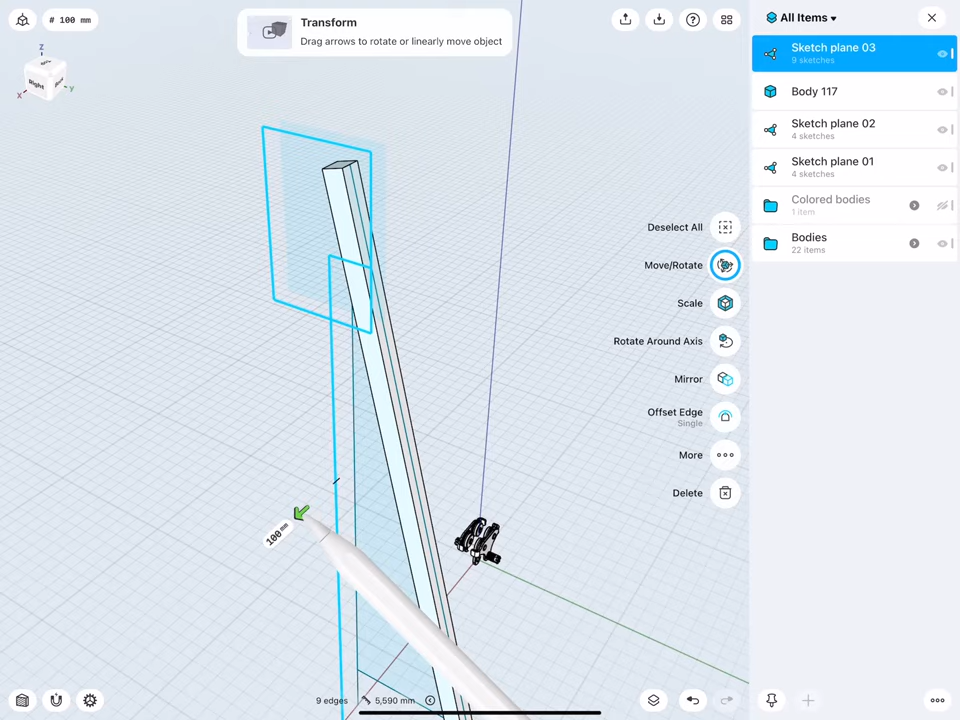 # 100 mm
Transform
Drag arrows to rotate or linearly move object
All Items
Z
Right
X
Y
Sketch plane 03
9 sketches
Body 117
Sketch plane 02
4 sketches
Sketch plane 01
4 sketches
Colored bodies
1 item
Bodies
22 items
Deselect All
Move/Rotate
Scale
Rotate Around Axis
Mirror
Offset Edge
Single
More
Delete
100 mm
9 edges
5,590 mm